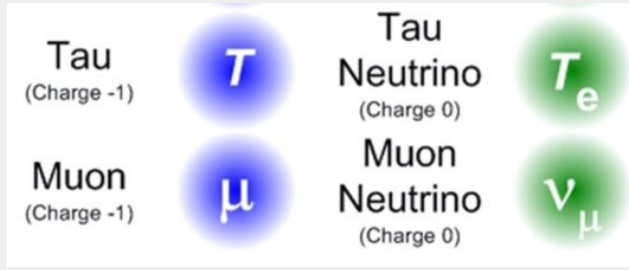 Tau
(Charge -1)
T
Tau
Neutrino
(Charge 0)
Te
Muon
(Charge -1)
μ
Muon
Neutrino
(Charge 0)
νμ